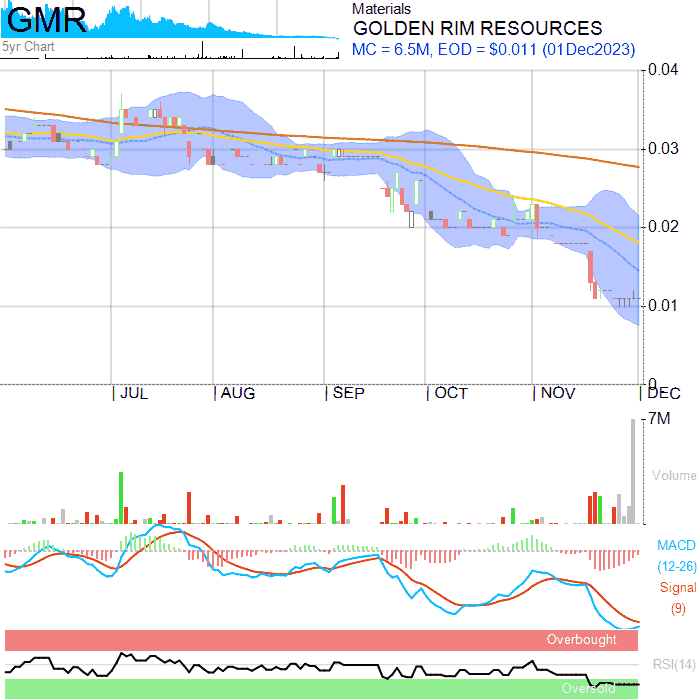 GMR
Materials
GOLDEN RIM RESOURCES
5yr Chart
MC = 6.5M, EOD = $0.011 (01Dec2023)
0.04
0.03
0.02
0.01
0
JUL AUG SEP OCT NOV DEC
7M
Volume
MACD
(12-26)
Signal
(9)
Overbought
RSI(14)
Oversold